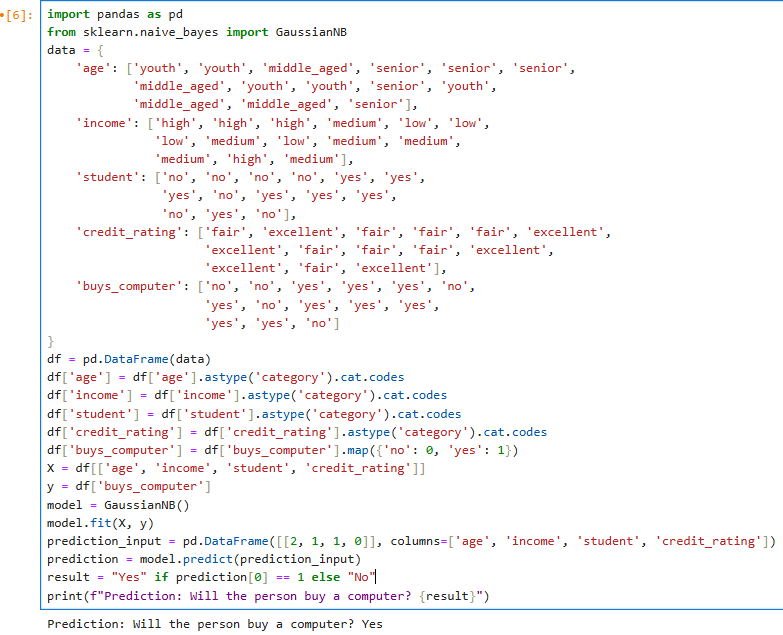 [6]:
import pandas as pd
from sklearn.naive_bayes import GaussianNB
data = {
    'age': ['youth', 'youth', 'middle_aged', 'senior', 'senior', 'senior',
            'middle_aged', 'youth', 'youth', 'senior', 'youth',
            'middle_aged', 'middle_aged', 'senior'],
    'income': ['high', 'high', 'high', 'medium', 'low', 'low',
               'low', 'medium', 'low', 'medium', 'medium',
               'medium', 'high', 'medium'],
    'student': ['no', 'no', 'no', 'no', 'yes', 'yes',
                'yes', 'no', 'yes', 'yes', 'yes',
                'no', 'yes', 'no'],
    'credit_rating': ['fair', 'excellent', 'fair', 'fair', 'fair', 'excellent',
                      'excellent', 'fair', 'fair', 'fair', 'excellent',
                      'excellent', 'fair', 'excellent'],
    'buys_computer': ['no', 'no', 'yes', 'yes', 'yes', 'no',
                      'yes', 'no', 'yes', 'yes', 'yes',
                      'yes', 'yes', 'no']
}
df = pd.DataFrame(data)
df['age'] = df['age'].astype('category').cat.codes
df['income'] = df['income'].astype('category').cat.codes
df['student'] = df['student'].astype('category').cat.codes
df['credit_rating'] = df['credit_rating'].astype('category').cat.codes
df['buys_computer'] = df['buys_computer'].map({'no': 0, 'yes': 1})
X = df[['age', 'income', 'student', 'credit_rating']]
y = df['buys_computer']
model = GaussianNB()
model.fit(X, y)
prediction_input = pd.DataFrame([[2, 1, 1, 0]], columns=['age', 'income', 'student', 'credit_rating'])
prediction = model.predict(prediction_input)
result = "Yes" if prediction[0] == 1 else "No"
print(f"Prediction: Will the person buy a computer? {result}")
Prediction: Will the person buy a computer? Yes